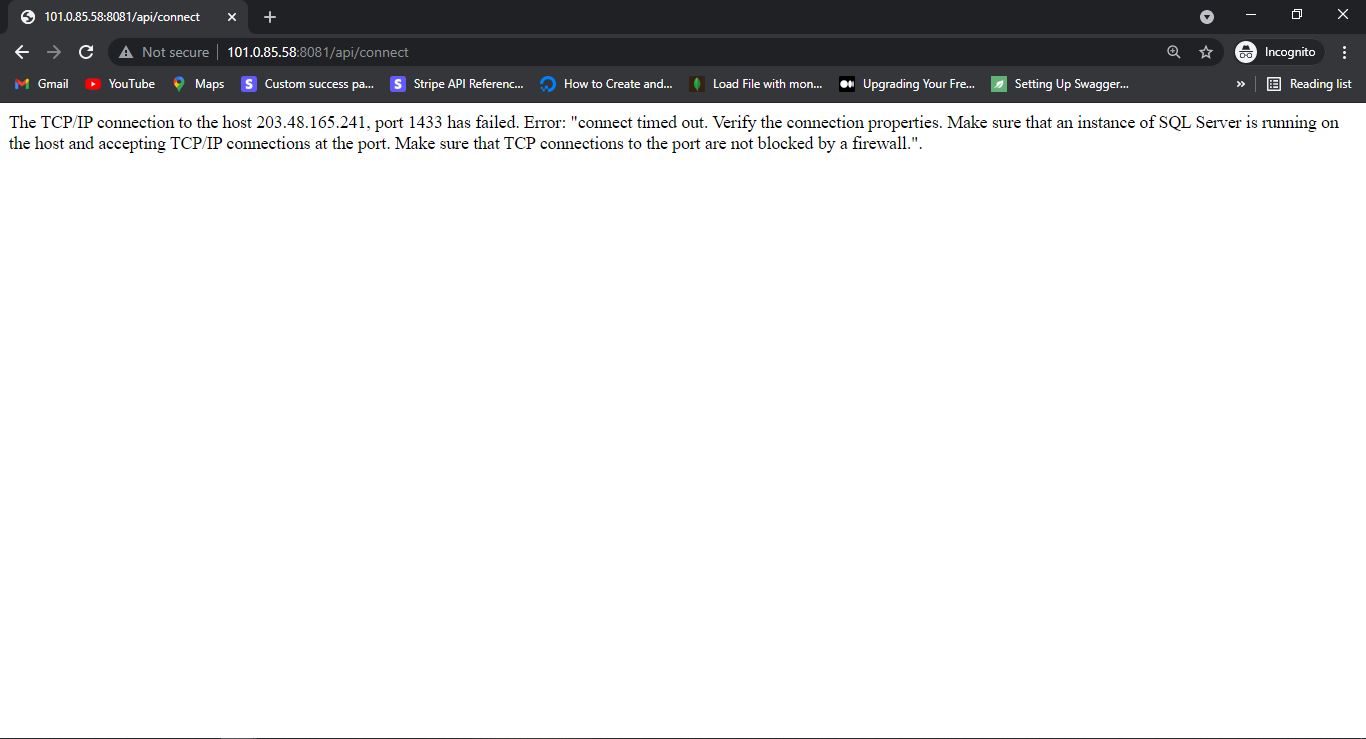 101.0.85.58:8081/api/connect
Not secure 101.0.85.58:8081/api/connect Incognito
Gmail YouTube Maps Custom success pa... Stripe API Referenc... How to Create and... Load File with mon... Upgrading Your Fre... Setting Up Swagger... » Reading list
The TCP/IP connection to the host 203.48.165.241, port 1433 has failed. Error: "connect timed out. Verify the connection properties. Make sure that an instance of SQL Server is running on
the host and accepting TCP/IP connections at the port. Make sure that TCP connections to the port are not blocked by a firewall.".